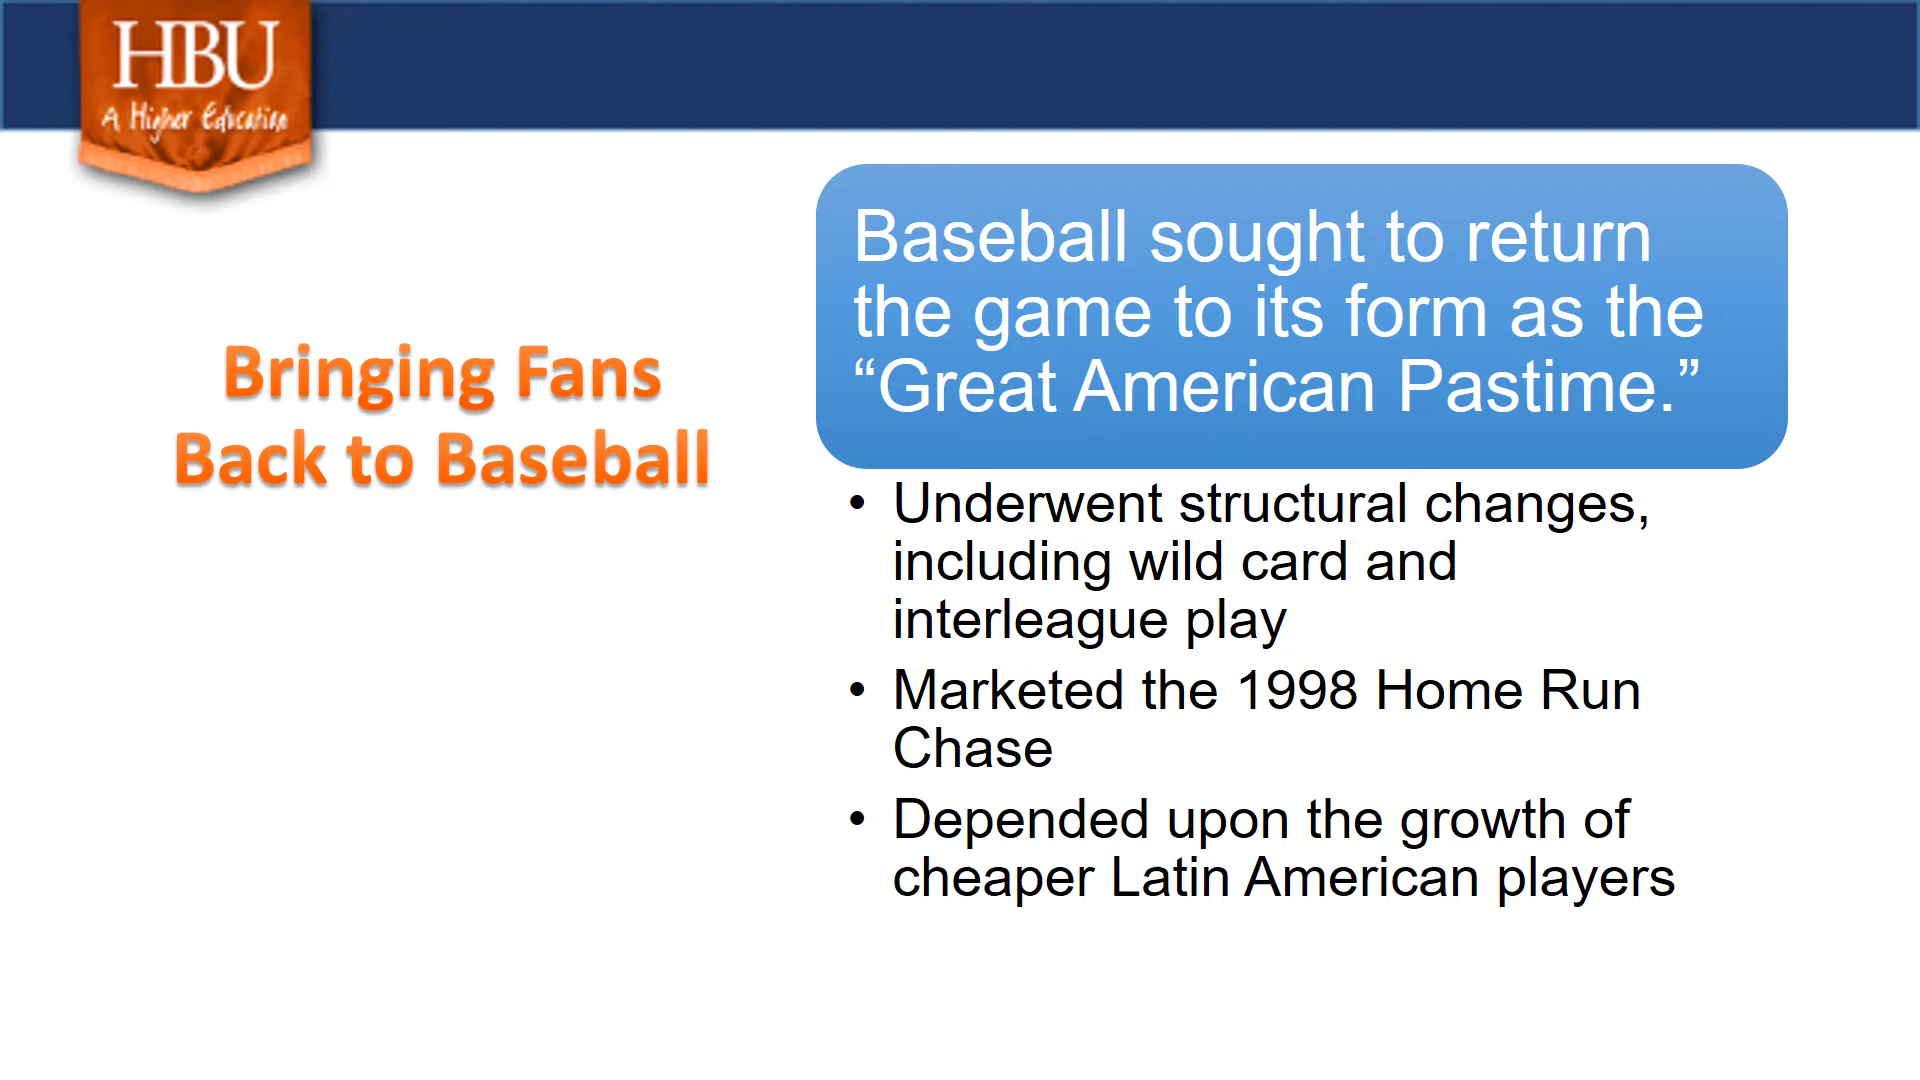 HBU
A Higher Education
Bringing Fans
Back to Baseball
Baseball sought to return
the game to its form as the
“Great American Pastime.”
• Underwent structural changes,
including wild card and
interleague play
• Marketed the 1998 Home Run
Chase
• Depended upon the growth of
cheaper Latin American players